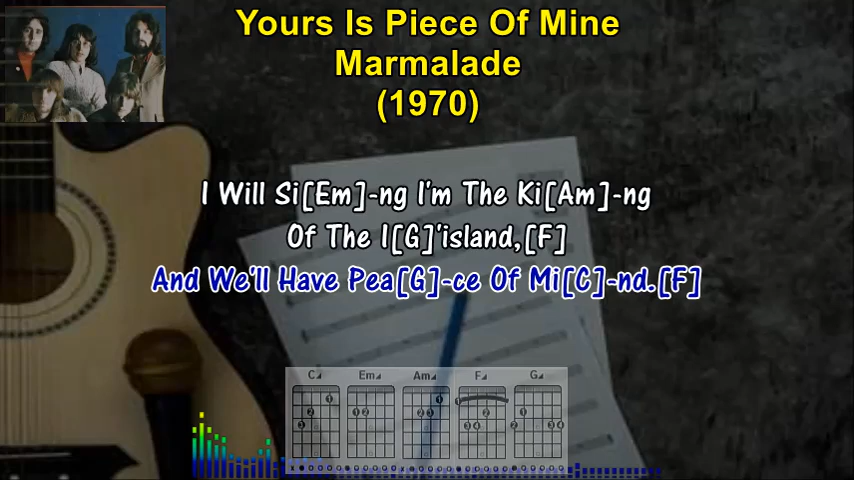 Yours Is Piece Of Mine
Marmalade
(1970)
I Will Si[Em]-ng I'm The Ki[Am]-ng
Of The I[G]'island,[F]
And We'll Have Pea[G]-ce Of Mi[C]-nd.[F]
C Em Am F G